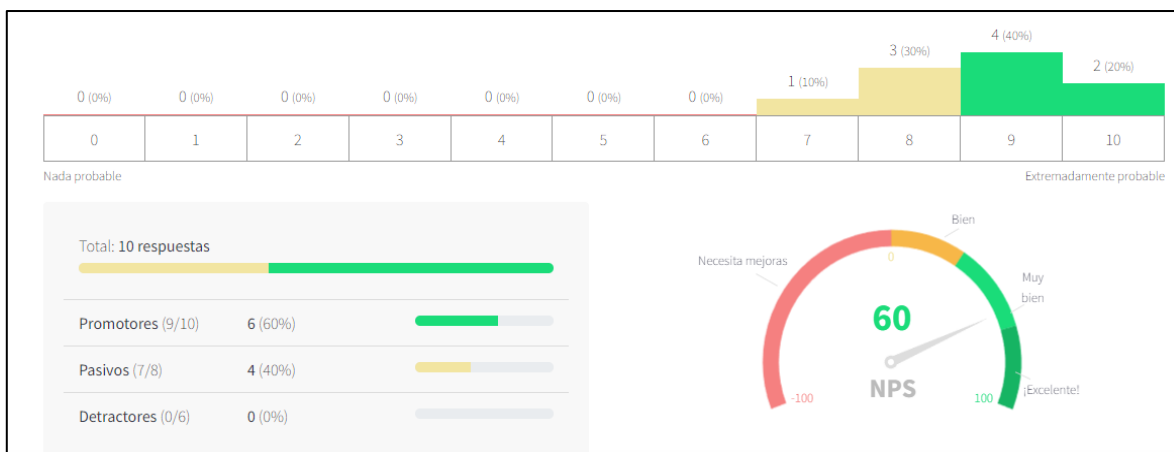 4 (40%)
3 (30%)
2 (20%)
1 (10%)
0 (0%) 0 (0%) 0 (0%) 0 (0%) 0 (0%) 0 (0%) 0 (0%)
0 1 2 3 4 5 6 7 8 9 10
Nada probable Extremadamente probable
Total: 10 respuestas
Promotores (9/10) 6 (60%)
Pasivos (7/8) 4 (40%)
Detractores (0/6) 0 (0%)
Bien
Necesita mejoras
0
Muy
bien
60
NPS
¡Excelente!
-100 100